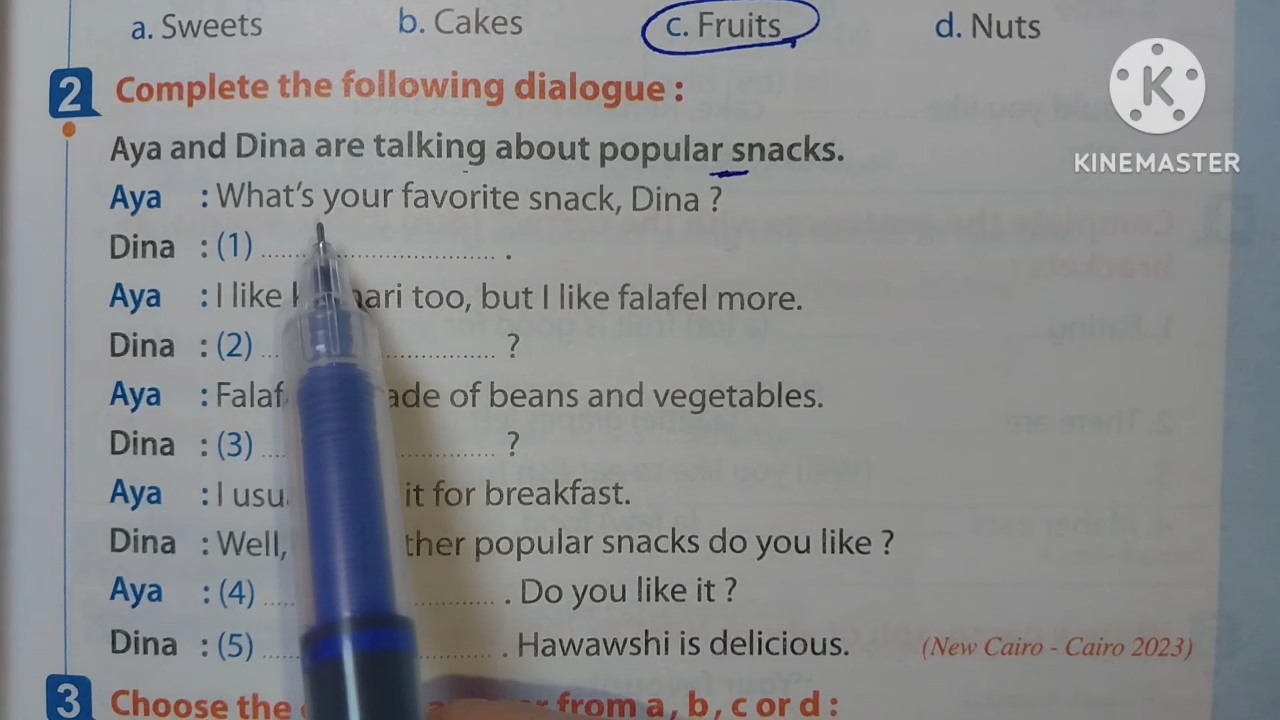 a. Sweets b. Cakes c. Fruits d. Nuts
2 Complete the following dialogue :
Aya and Dina are talking about popular snacks.
Aya : What's your favorite snack, Dina ?
Dina : (1) .................................... .
Aya : I like too, but I like falafel more.
Dina : (2) .................................... ?
Aya : of beans and vegetables.
Dina : (3) .................................... ?
Aya : I it for breakfast.
Dina : Well, popular snacks do you like ?
Aya : (4) .................................... . Do you like it ?
Dina : (5) .................................... . Hawawshi is delicious. (New Cairo - Cairo 2023)
3 Choose the from a, b, c or d :
K
KINEMASTER